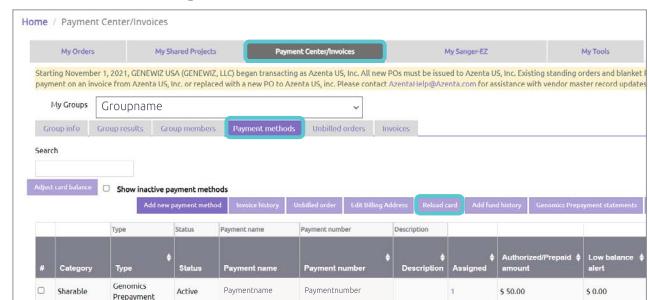 Home / Payment Center/Invoices
My Orders My Shared Projects Payment Center/Invoices My Sanger-EZ My Tools
Starting November 1, 2021, GENEWIZ USA (GENEWIZ, LLC) began transacting as Azenta US, Inc. All new POs must be issued to Azenta US, Inc. Existing standing orders and blanket
payment on an invoice from Azenta US, Inc. or replaced with a new PO to Azenta US, inc. Please contact AzentaHelp@Azenta.com for assistance with vendor master record updates
My Groups Groupname
Group info Group results Group members Payment methods Unbilled orders Invoices
Search
Adjust card balance Show inactive payment methods
Add new payment method Invoice history Unbilled order Edit Billing Address Reload card Add fund history Genomics Prepayment statements
Type Status Payment name Payment number Description
# Category Type Status Payment name Payment number Description Assigned Authorized/Prepaid amount Low balance alert
Sharable Genomics Prepayment Active Paymentname Paymentnumber 1 $ 50.00 $ 0.00